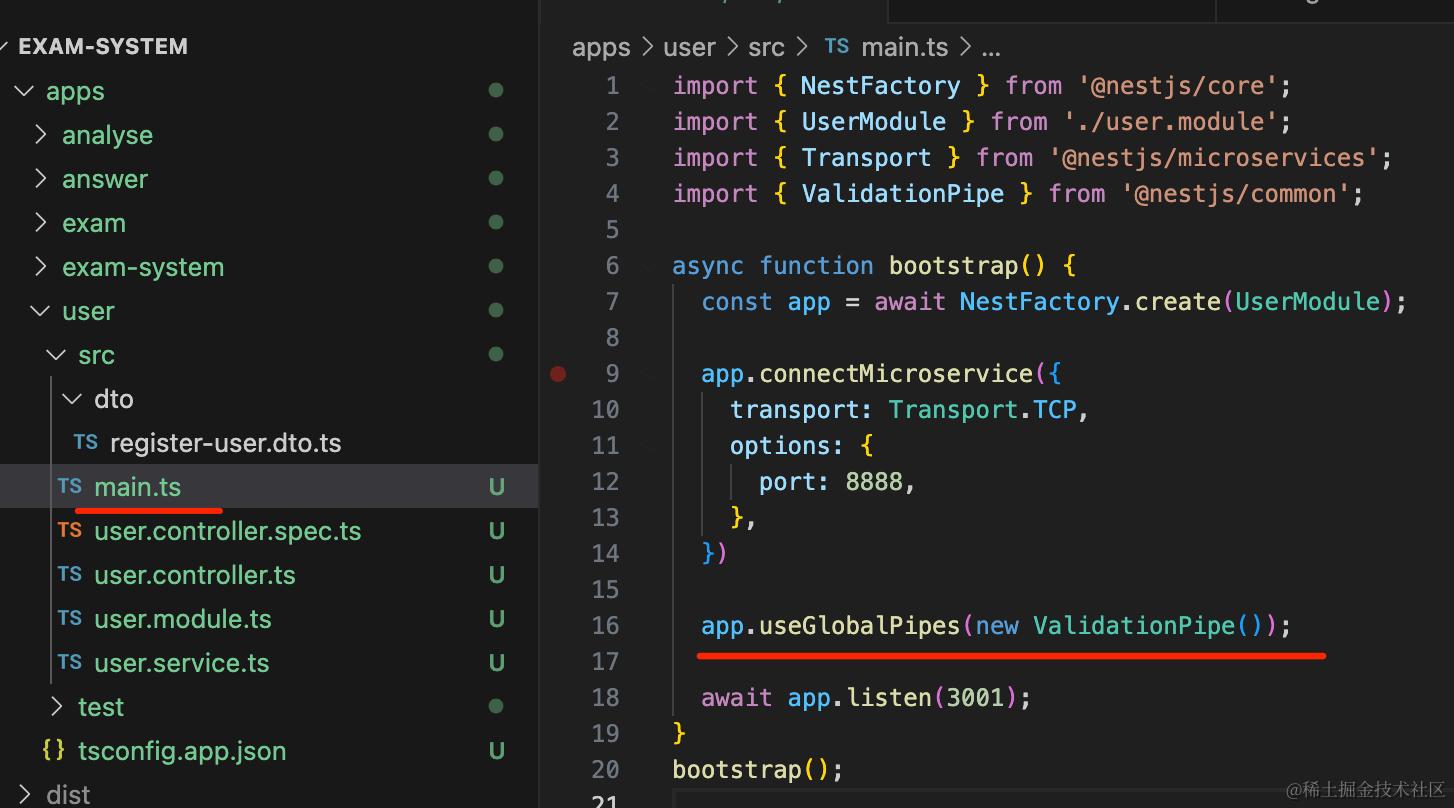 EXAM-SYSTEM
apps
analyse
answer
exam
exam-system
user
src
dto
TS register-user.dto.ts
TS main.ts U
TS user.controller.spec.ts U
TS user.controller.ts U
TS user.module.ts U
TS user.service.ts U
test
{} tsconfig.app.json U
dist
apps > user > src > TS main.ts > ...
1 import { NestFactory } from '@nestjs/core';
2 import { UserModule } from './user.module';
3 import { Transport } from '@nestjs/microservices';
4 import { ValidationPipe } from '@nestjs/common';
5
6 async function bootstrap() {
7 const app = await NestFactory.create(UserModule);
8
9 app.connectMicroservice({
10 transport: Transport.TCP,
11 options: {
12 port: 8888,
13 },
14 })
15
16 app.useGlobalPipes(new ValidationPipe());
17
18 await app.listen(3001);
19 }
20 bootstrap();
21
@稀土掘金技术社区